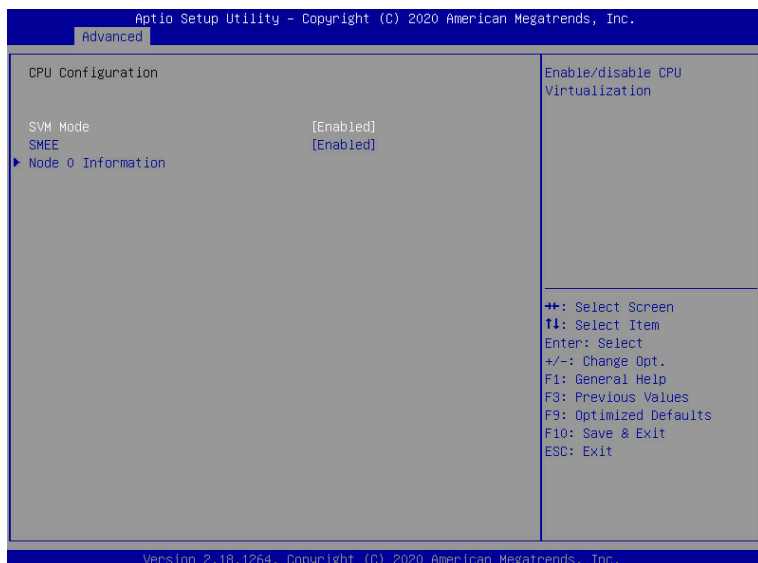 Aptio Setup Utility – Copyright (C) 2020 American Megatrends, Inc.
Advanced
CPU Configuration
SVM Mode [Enabled]
SMEE [Enabled]
Node 0 Information
Enable/disable CPU
Virtualization
→←: Select Screen
↑↓: Select Item
Enter: Select
+/-: Change Opt.
F1: General Help
F3: Previous Values
F9: Optimized Defaults
F10: Save & Exit
ESC: Exit
Version 2.18.1264. Copyright (C) 2020 American Megatrends, Inc.